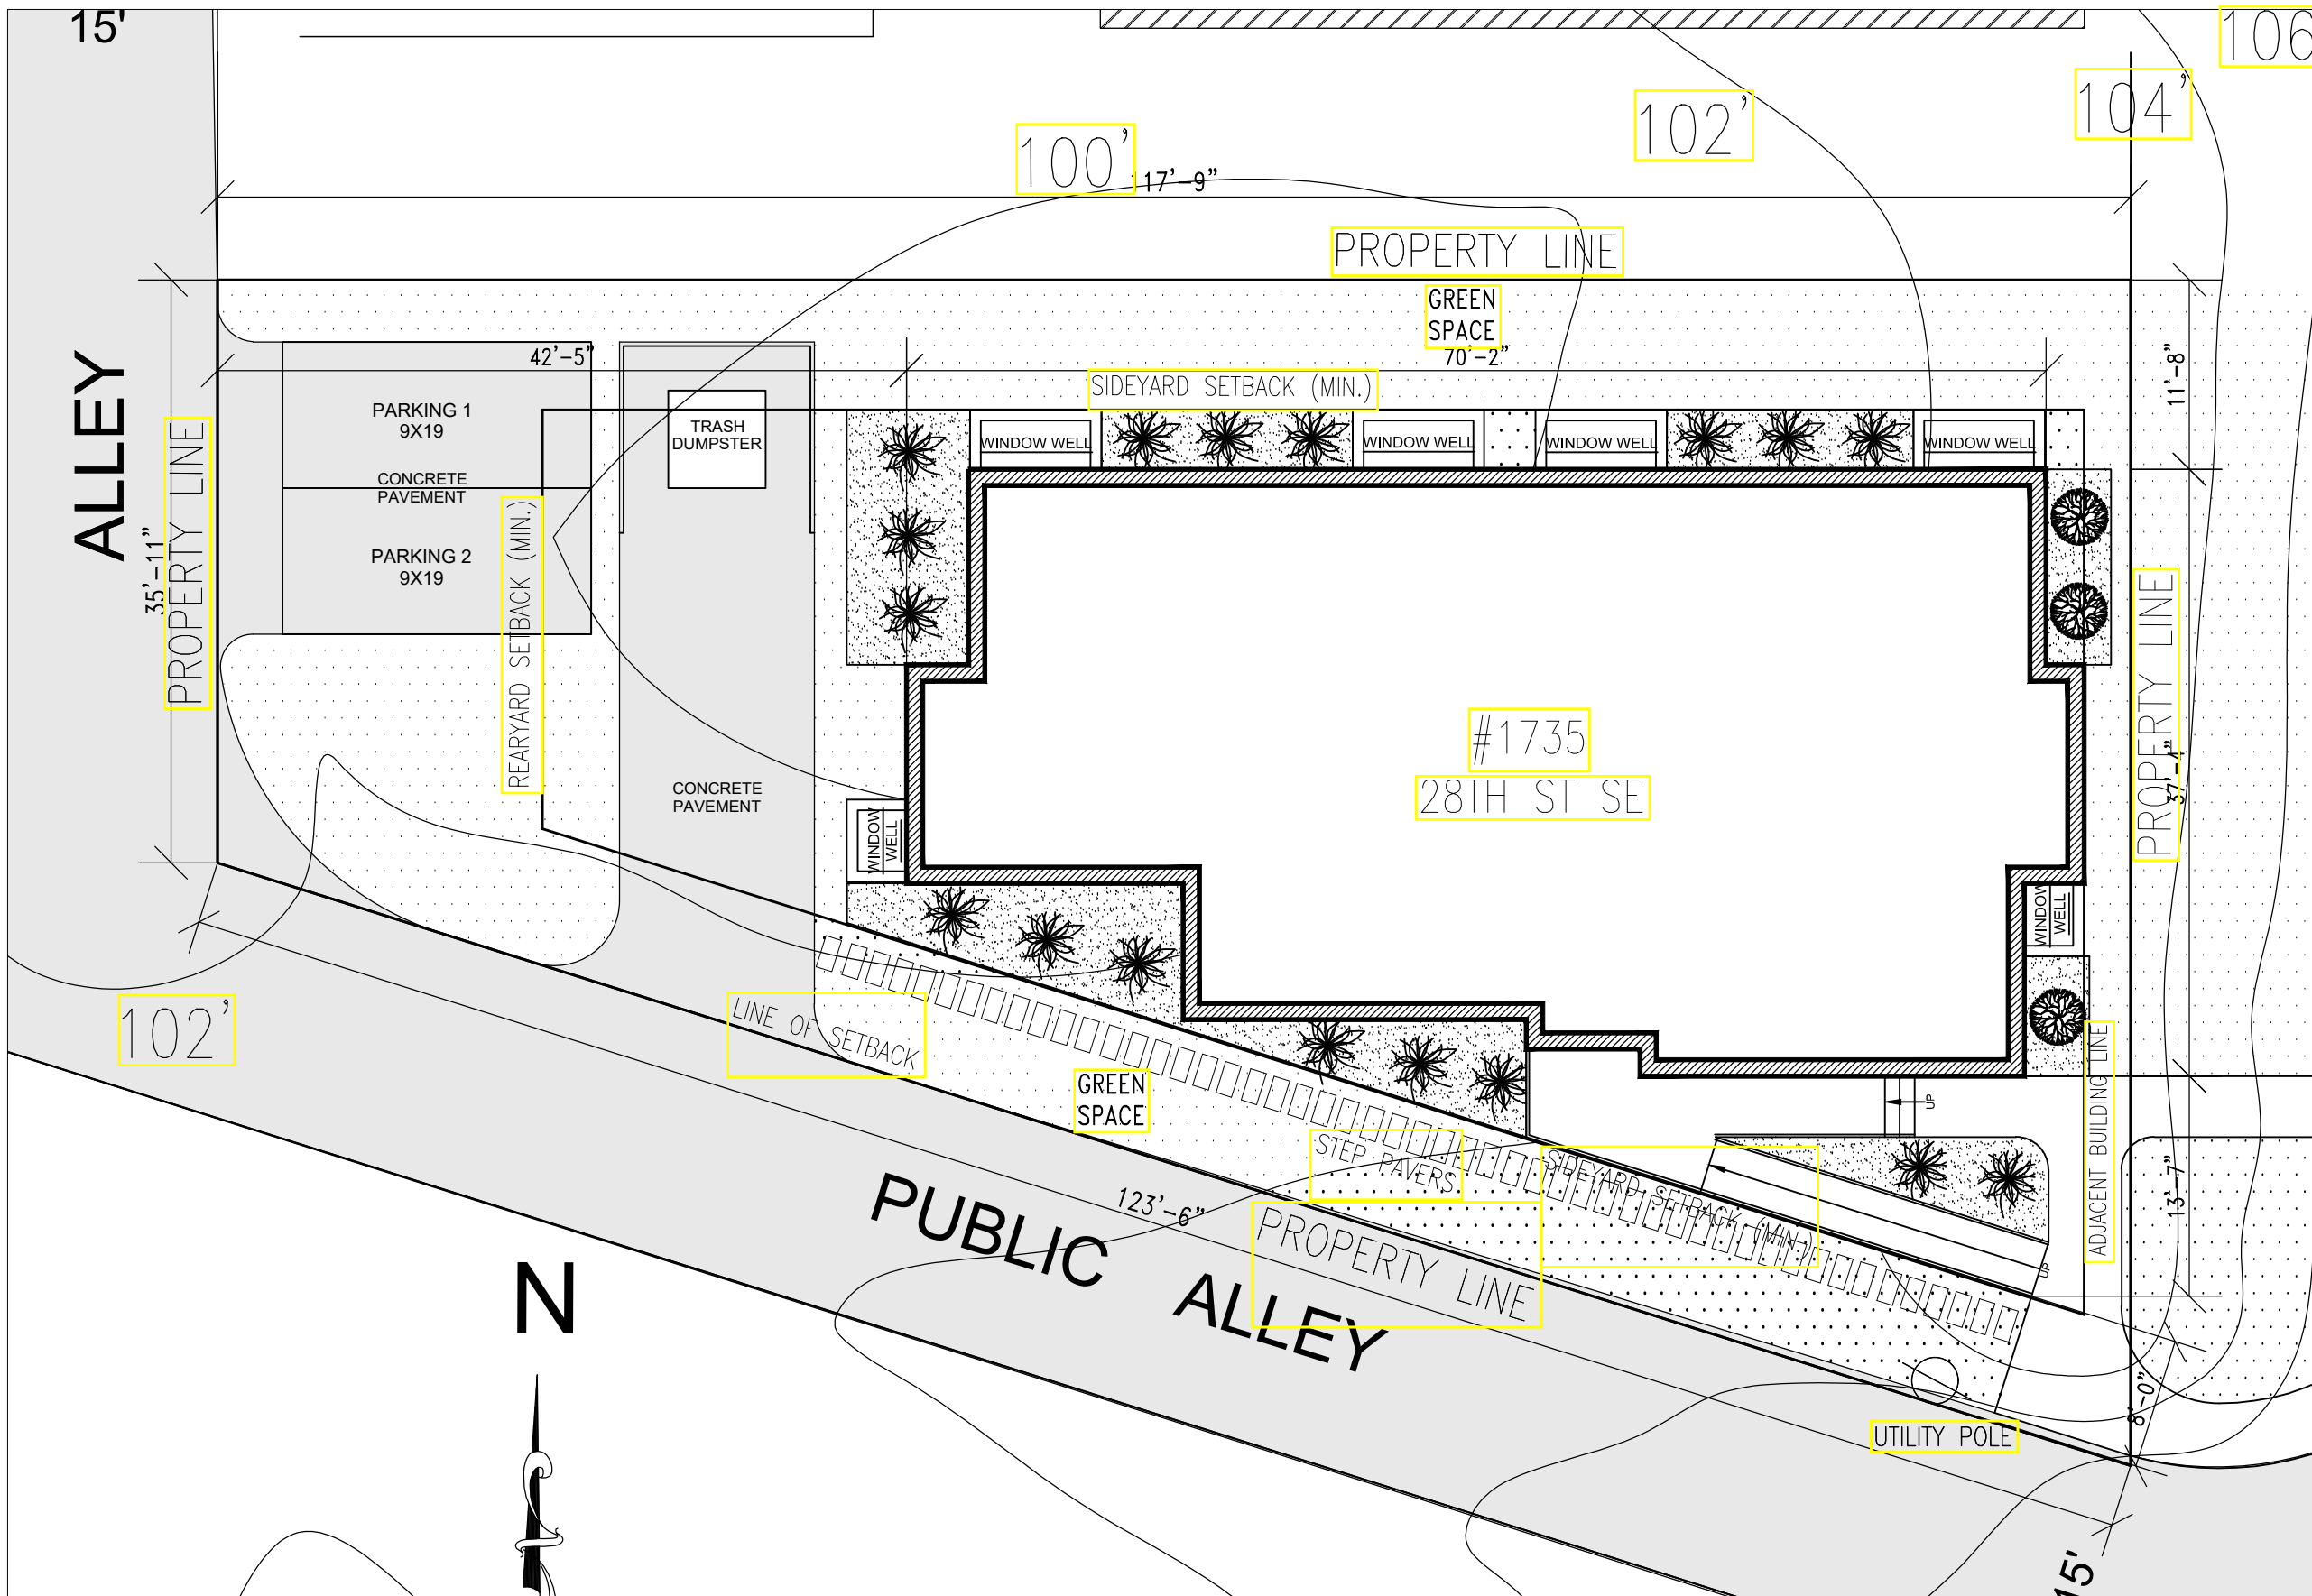 15'
106
104'
102'
100'
117'-9"
PROPERTY LINE
GREEN
SPACE
42'-5"
70'-2"
11'-8"
SIDEYARD SETBACK (MIN.)
ALLEY
PROPERTY LINE
35'-11"
PARKING 1
9X19
CONCRETE
PAVEMENT
PARKING 2
9X19
REARYARD SETBACK (MIN.)
TRASH
DUMPSTER
WINDOW WELL
WINDOW WELL
WINDOW WELL
WINDOW WELL
#1735
28TH ST SE
PROPERTY LINE
37'-4"
CONCRETE
PAVEMENT
WINDOW
WELL
WINDOW
WELL
102'
LINE OF SETBACK
GREEN
SPACE
STEP PAVERS
SIDEYARD SETBACK (MIN.)
UP
UP
ADJACENT BUILDING LINE
13'-7"
123'-6"
PROPERTY LINE
PUBLIC ALLEY
N
8'-0"
UTILITY POLE
15'